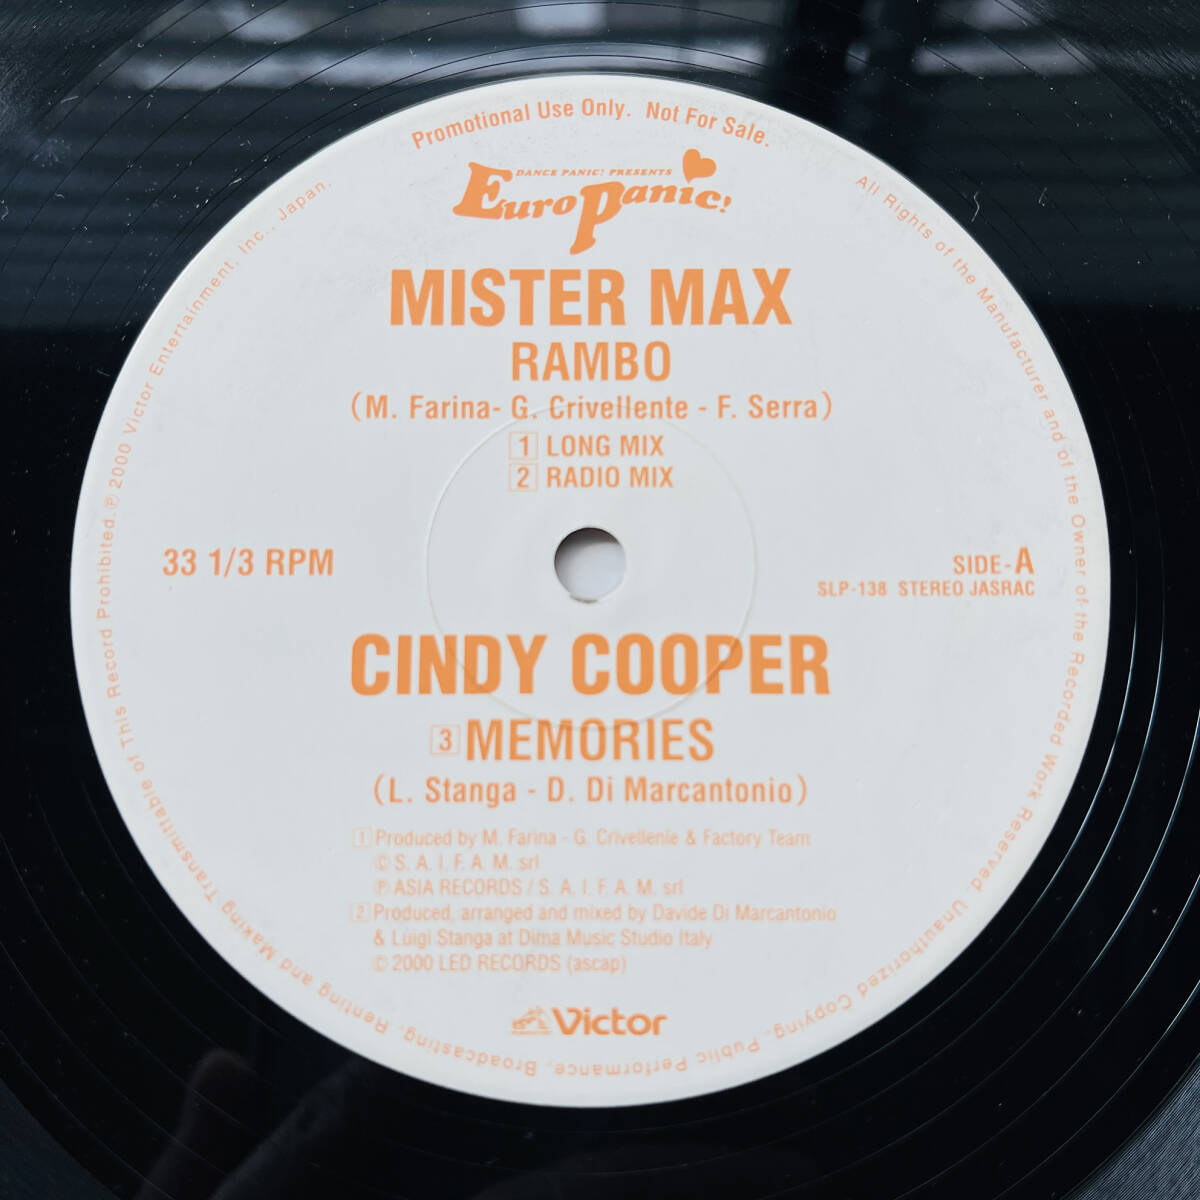 Promotional Use Only. Not For Sale.
DANCE PANIC! PRESENTS
Euro Panic!
MISTER MAX
RAMBO
(M. Farina- G. Crivellente - F. Serra)
1 LONG MIX
2 RADIO MIX
33 1/3 RPM
SIDE-A
SLP-138 STEREO JASRAC
CINDY COOPER
3 MEMORIES
(L. Stanga - D. Di Marcantonio)
1 Produced by M. Farina - G. Crivellenle & Factory Team
© S. A. I. F. A. M. srl
℗ ASIA RECORDS / S. A. I. F. A. M. srl
2 Produced, arranged and mixed by Davide Di Marcantonio
& Luigi Stanga at Dima Music Studio Italy
© 2000 LED RECORDS (ascap)
Victor
All Rights of the Manufacturer and of the Owner of the Recorded Work Reserved. Unauthorized Copying, Public Performance, Broadcasting, Renting and Making Transmittable of This Record Prohibited. ℗ 2000 Victor Entertainment, Inc., Japan.